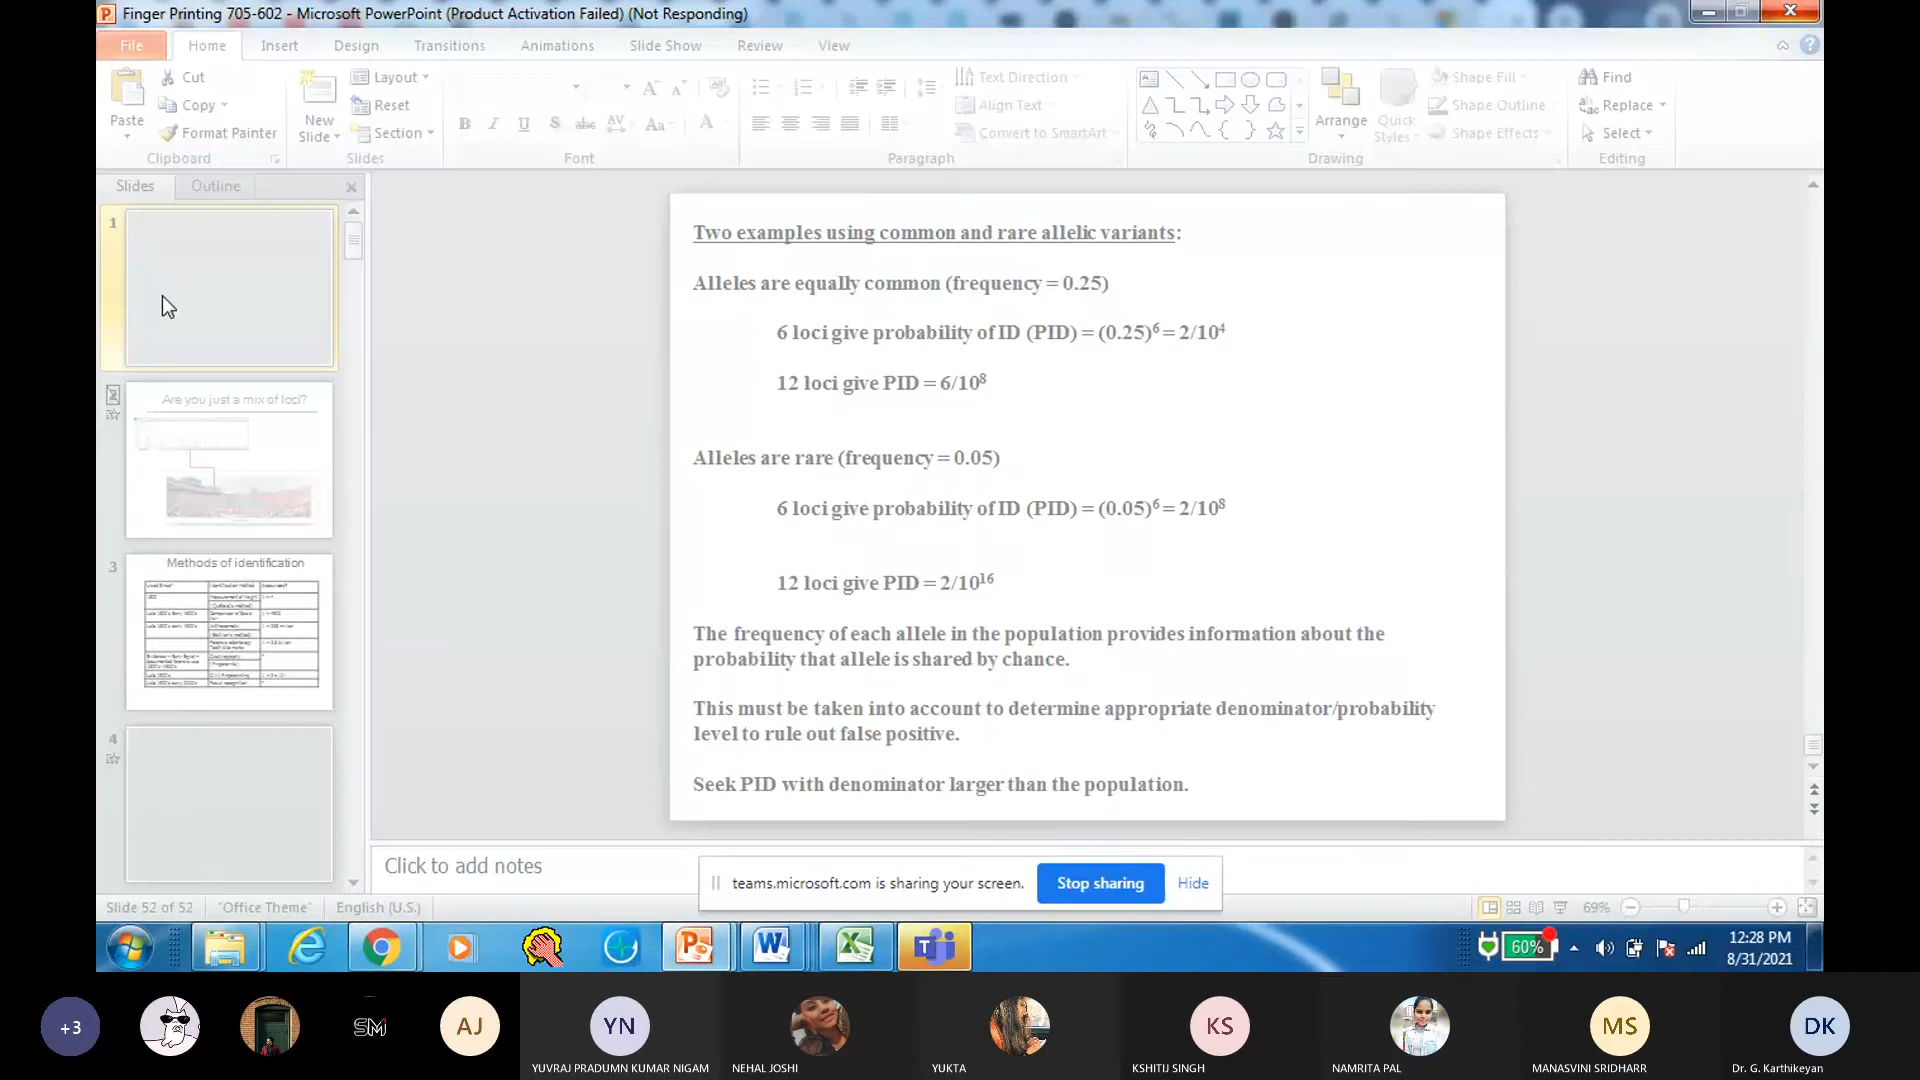 Finger Printing 705-602 - Microsoft PowerPoint (Product Activation Failed) (Not Responding)
File Home Insert Design Transitions Animations Slide Show Review View
Paste
Cut
Copy
Format Painter
Clipboard
New Slide
Layout
Reset
Section
Slides
B I U S abc AV Aa A
Font
Text Direction
Align Text
Convert to SmartArt
Paragraph
Arrange
Quick Styles
Shape Fill
Shape Outline
Shape Effects
Drawing
Find
Replace
Select
Editing
Slides Outline
1
2
Are you just a mix of loci?
3
Methods of identification
4
Two examples using common and rare allelic variants:
Alleles are equally common (frequency = 0.25)
6 loci give probability of ID (PID) = (0.25)⁶ = 2/10⁴
12 loci give PID = 6/10⁸
Alleles are rare (frequency = 0.05)
6 loci give probability of ID (PID) = (0.05)⁶ = 2/10⁸
12 loci give PID = 2/10¹⁶
The frequency of each allele in the population provides information about the
probability that allele is shared by chance.
This must be taken into account to determine appropriate denominator/probability
level to rule out false positive.
Seek PID with denominator larger than the population.
Click to add notes
teams.microsoft.com is sharing your screen. Stop sharing Hide
Slide 52 of 52 "Office Theme" English (U.S.) 69%
60%
12:28 PM
8/31/2021
+3 SM AJ YN KS MS DK
YUVRAJ PRADUMN KUMAR NIGAM NEHAL JOSHI YUKTA KSHITIJ SINGH NAMRITA PAL MANASVINI SRIDHARR Dr. G. Karthikeyan